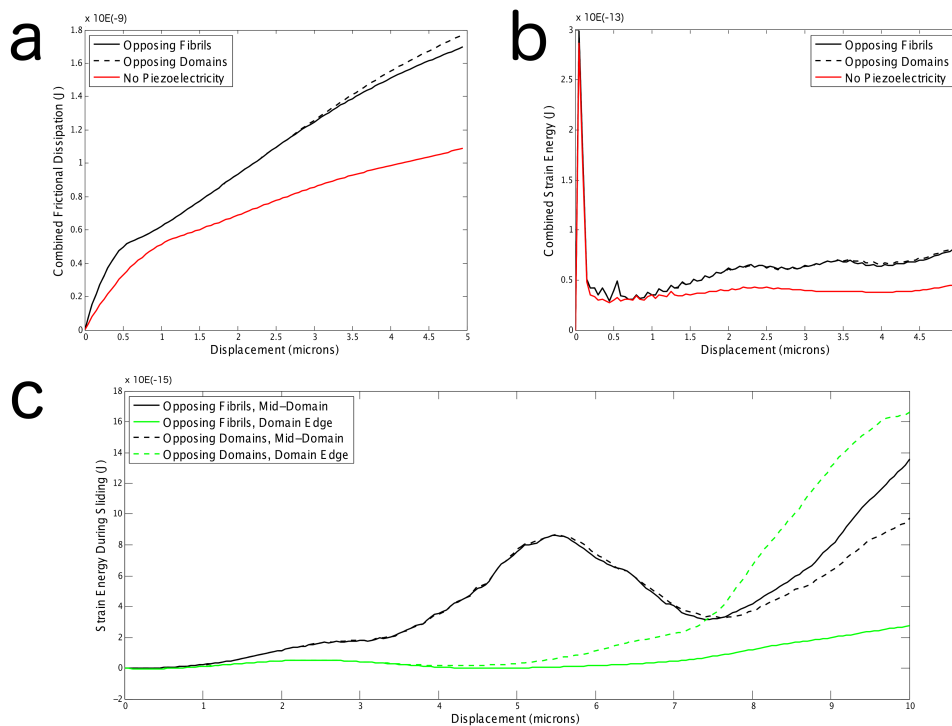 a
x 10E(-9)
Combined Frictional Dissipation (J)
1.8
1.6
1.4
1.2
1
0.8
0.6
0.4
0.2
0
Opposing Fibrils
Opposing Domains
No Piezoelectricity
0 0.5 1 1.5 2 2.5 3 3.5 4 4.5 5
Displacement (microns)
b
x 10E(-13)
Combined Strain Energy (J)
3
2.5
2
1.5
1
0.5
0
Opposing Fibrils
Opposing Domains
No Piezoelectricity
0 0.5 1 1.5 2 2.5 3 3.5 4 4.5
Displacement (microns)
c
x 10E(-15)
Strain Energy During Sliding (J)
18
16
14
12
10
8
6
4
2
0
−2
Opposing Fibrils, Mid−Domain
Opposing Fibrils, Domain Edge
Opposing Domains, Mid−Domain
Opposing Domains, Domain Edge
0 1 2 3 4 5 6 7 8 9 10
Displacement (microns)